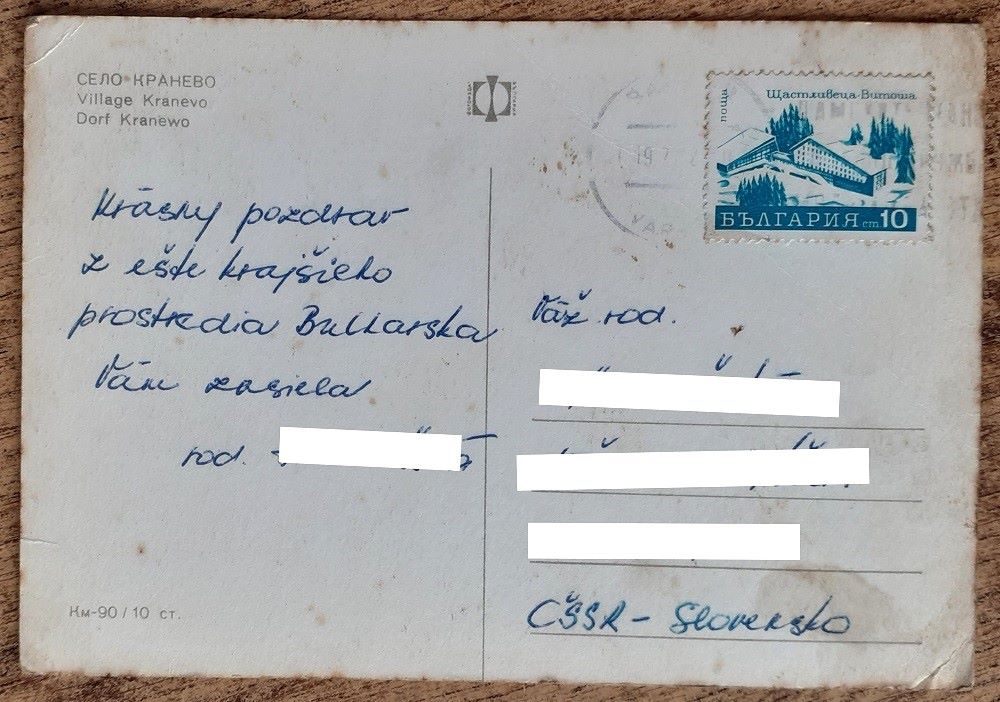 СЕЛО КРАНЕВО
Village Kranevo
Dorf Kranewo
поща
Щастливеца-Витоша
БЪЛГАРИЯ ст. 10
Krásny pozdrav
z ešte krajšieho
prostredia Bulharska
Vám zasiela
rod.
Км-90 / 10 ст.
Váž. rod.
ČSSR - Slovensko